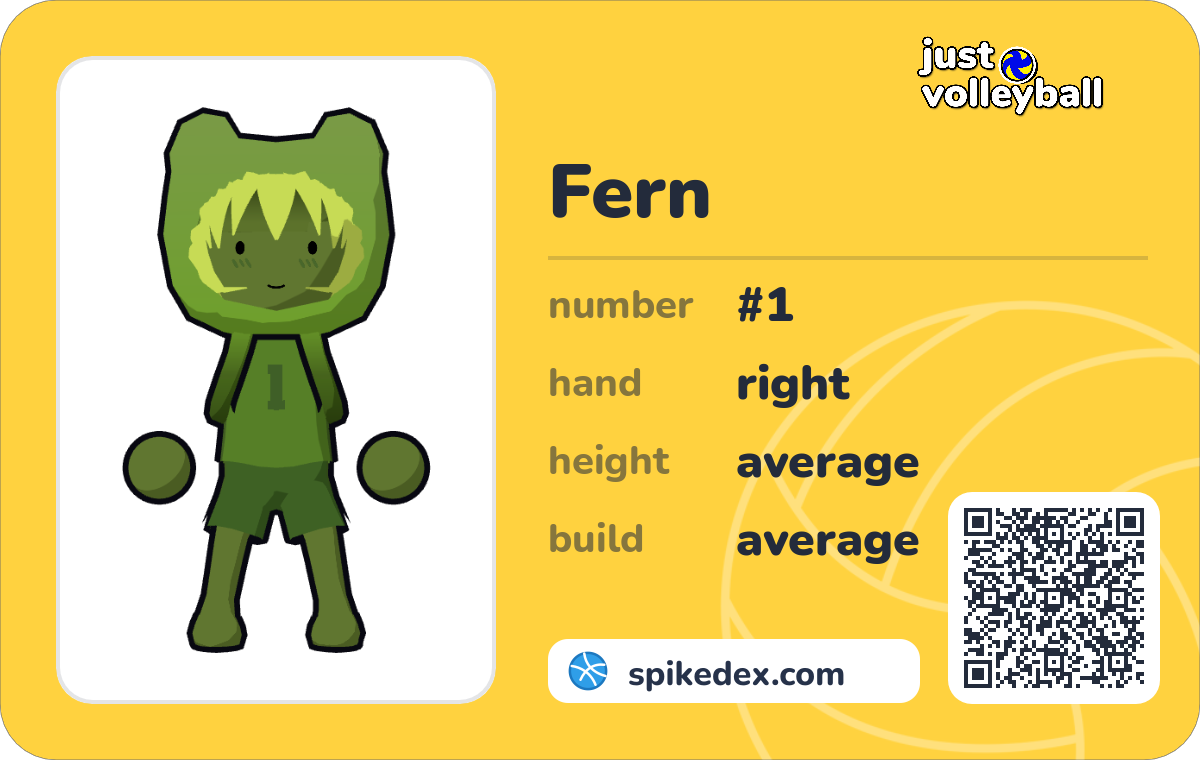 just
volleyball
Fern
number #1
hand right
height average
build average
1
spikedex.com